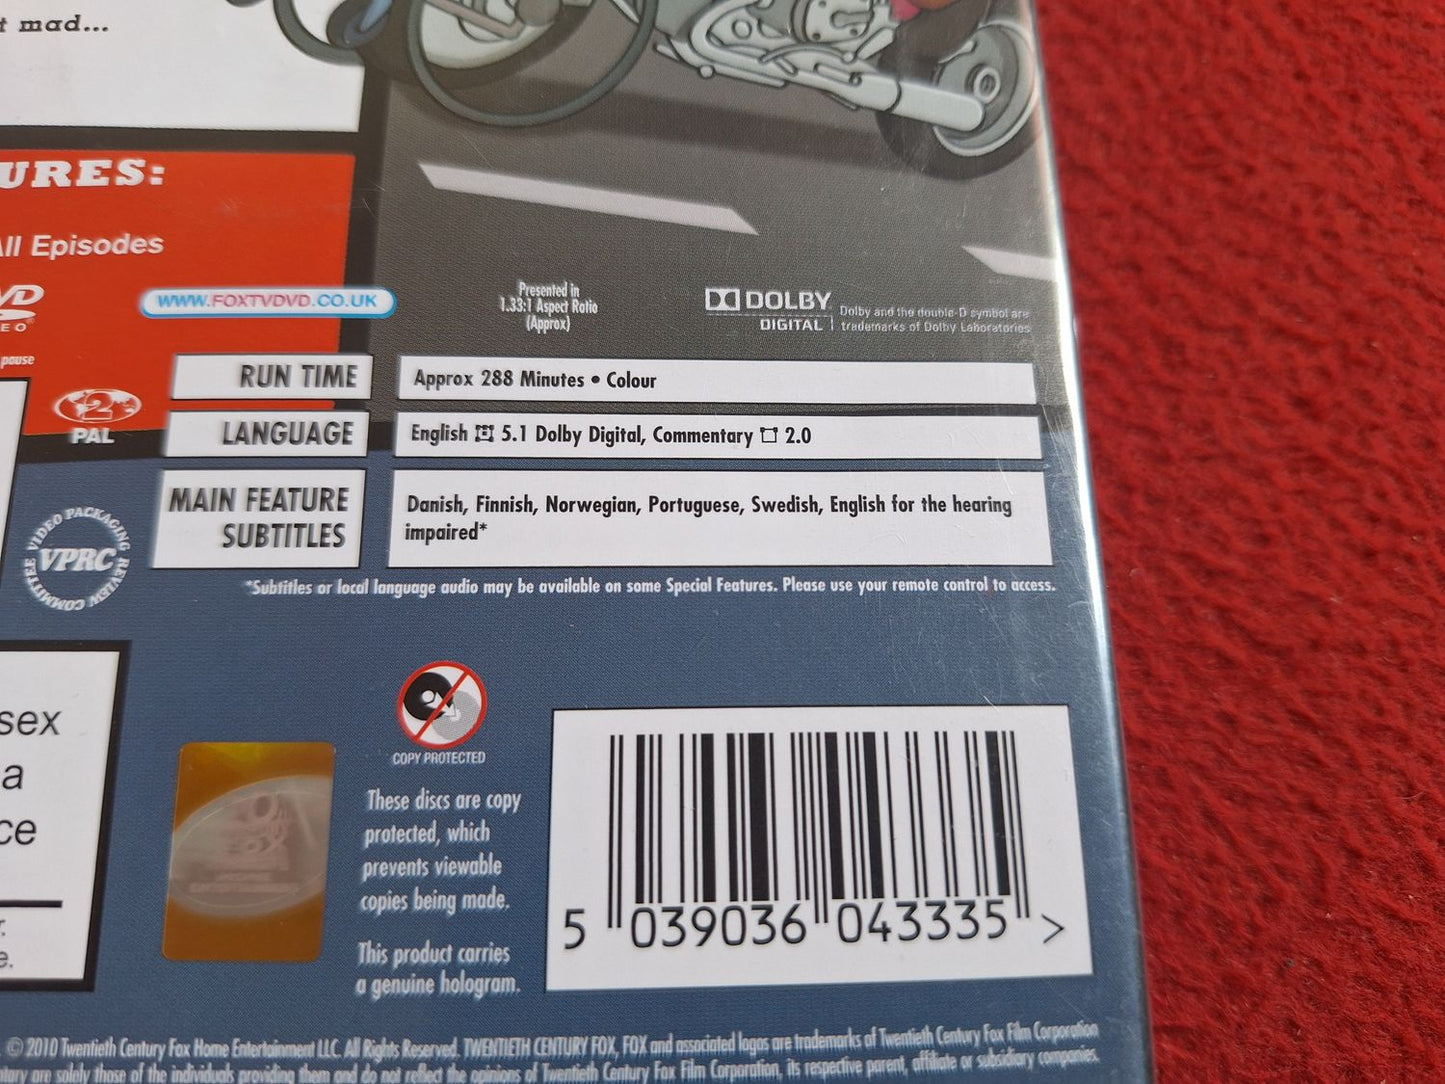 t mad...
URES:
All Episodes
WWW.FOXTVDVD.CO.UK
Presented in
1.33:1 Aspect Ratio
(Approx)
DOLBY
DIGITAL
Dolby and the double-D symbol are
trademarks of Dolby Laboratories
pause
RUN TIME
Approx 288 Minutes • Colour
2
PAL
LANGUAGE
English 5.1 Dolby Digital, Commentary 2.0
MAIN FEATURE
SUBTITLES
Danish, Finnish, Norwegian, Portuguese, Swedish, English for the hearing
impaired*
VIDEO PACKAGING REVIEW COMMITTEE
VPRC
*Subtitles or local language audio may be available on some Special Features. Please use your remote control to access.
sex
a
ce
r.
e.
COPY PROTECTED
These discs are copy
protected, which
prevents viewable
copies being made.
This product carries
a genuine hologram.
5 039036 043335 >
© 2010 Twentieth Century Fox Home Entertainment LLC. All Rights Reserved. TWENTIETH CENTURY FOX, FOX and associated logos are trademarks of Twentieth Century Fox Film Corporation
ntary are solely those of the individuals providing them and do not reflect the opinions of Twentieth Century Fox Film Corporation, its respective parent, affiliate or subsidiary companies.